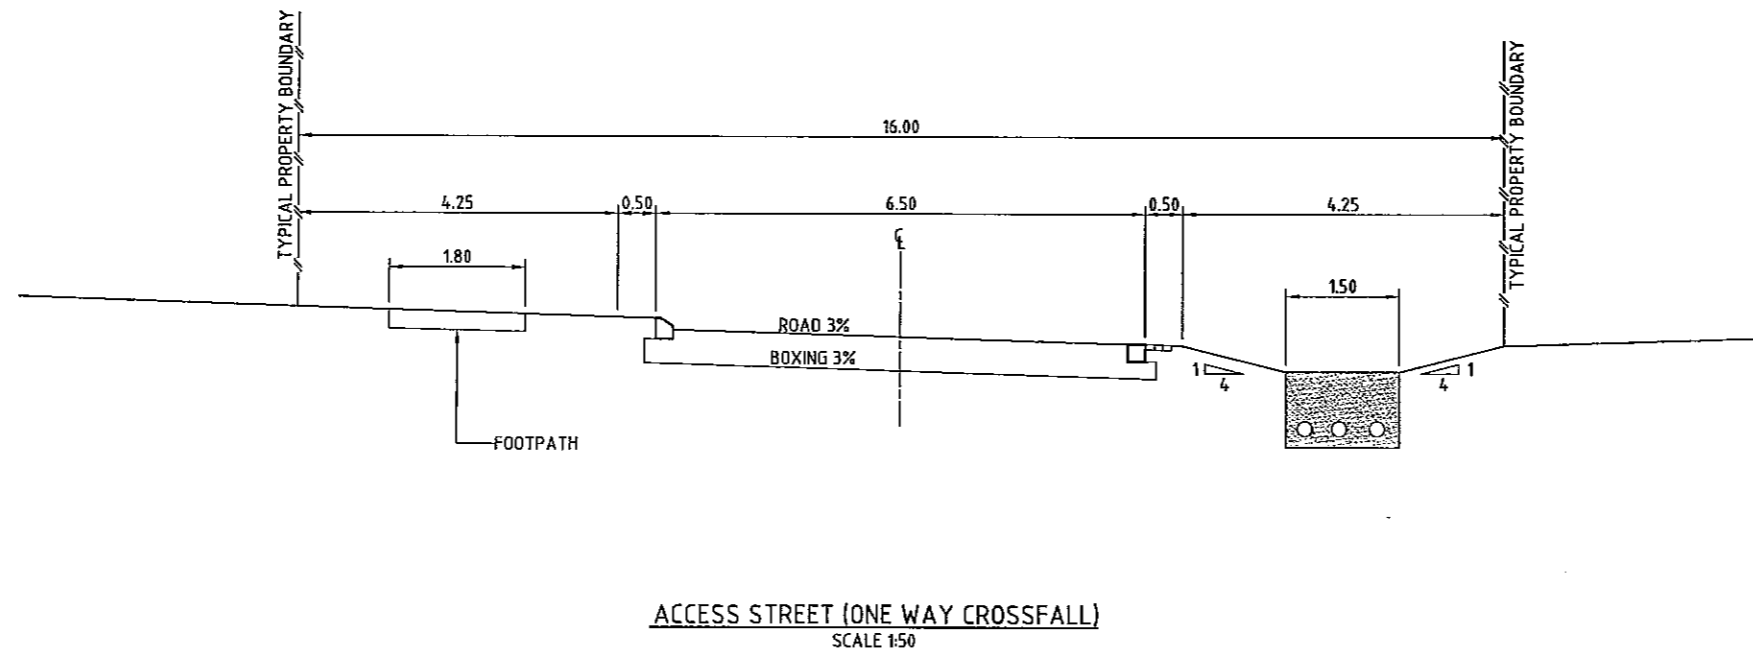 TYPICAL PROPERTY BOUNDARY
TYPICAL PROPERTY BOUNDARY
16.00
4.25
0.50
6.50
0.50
4.25
℄
1.80
1.50
ROAD 3%
BOXING 3%
1
4
1
4
FOOTPATH
ACCESS STREET (ONE WAY CROSSFALL)
SCALE 1:50